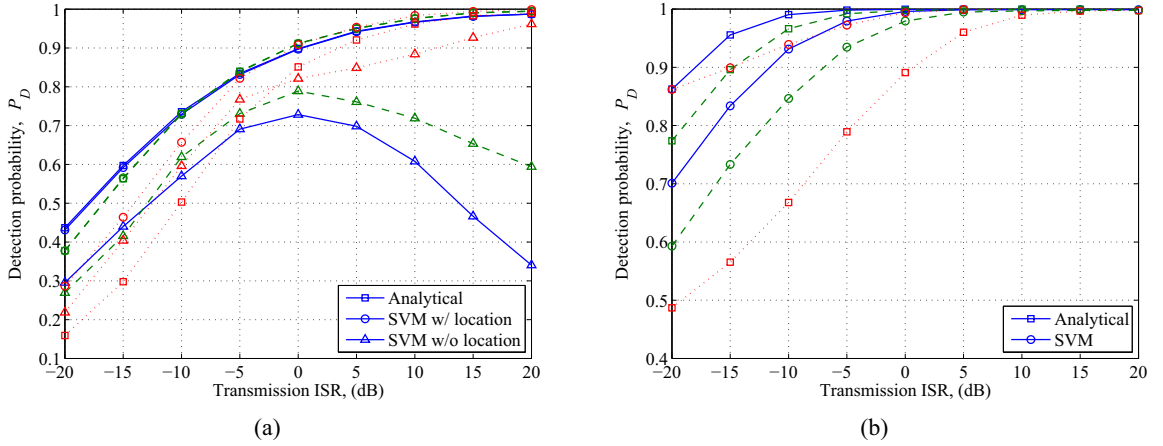 1
0.9
0.8
0.7
0.6
0.5
0.4
0.3
0.2
0.1
Detection probability, P_D
−20 −15 −10 −5 0 5 10 15 20
Transmission ISR, (dB)
Analytical
SVM w/ location
SVM w/o location
(a)
1
0.9
0.8
0.7
0.6
0.5
0.4
Detection probability, P_D
−20 −15 −10 −5 0 5 10 15 20
Transmission ISR, (dB)
Analytical
SVM
(b)